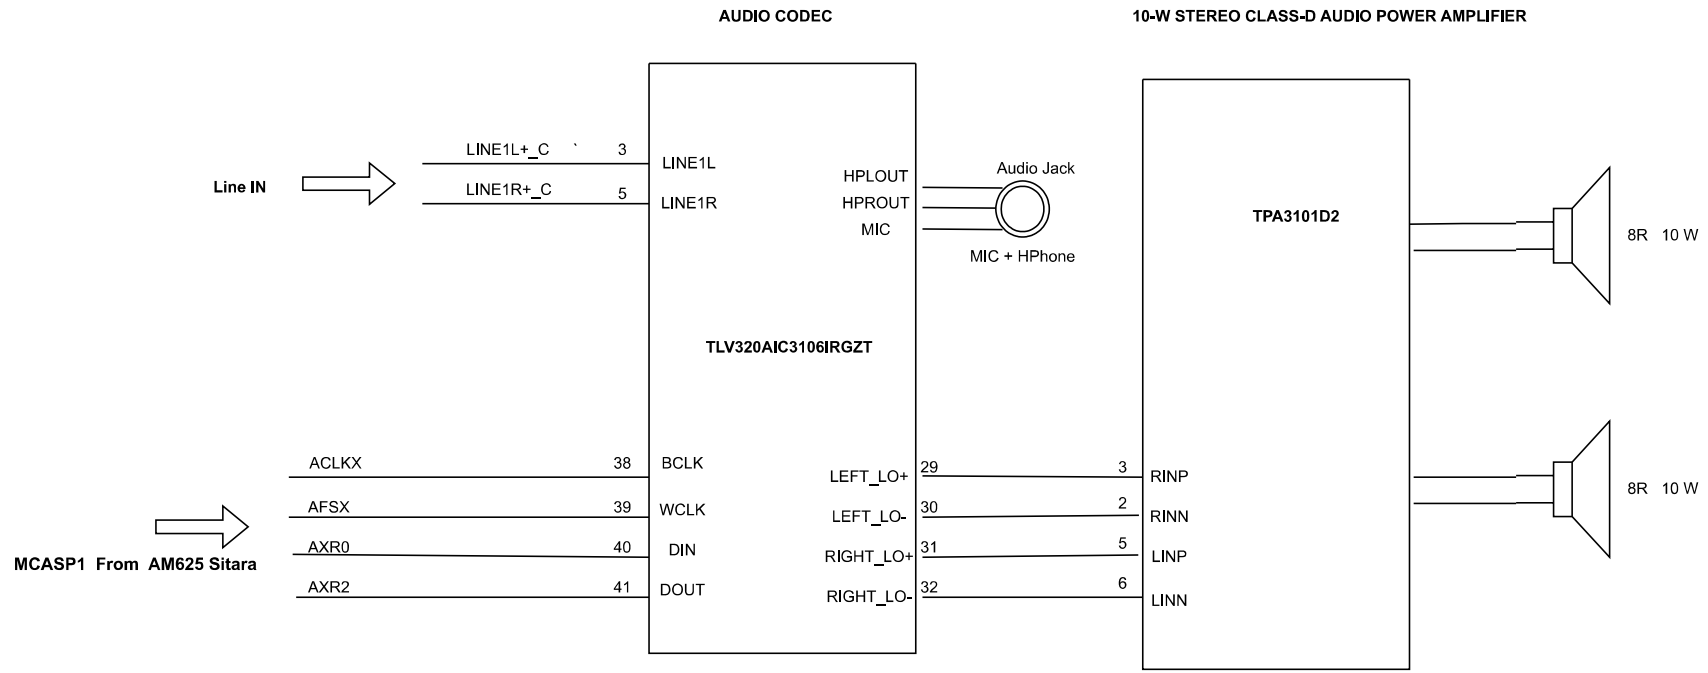 AUDIO CODEC
10-W STEREO CLASS-D AUDIO POWER AMPLIFIER
LINE1L+_C ` 3 LINE1L
Line IN
LINE1R+_C 5 LINE1R
HPLOUT
HPROUT
MIC
Audio Jack
MIC + HPhone
TPA3101D2
8R 10 W
TLV320AIC3106IRGZT
ACLKX 38 BCLK
AFSX 39 WCLK
AXR0 40 DIN
AXR2 41 DOUT
MCASP1 From AM625 Sitara
LEFT_LO+ 29 3 RINP
LEFT_LO- 30 2 RINN
RIGHT_LO+ 31 5 LINP
RIGHT_LO- 32 6 LINN
8R 10 W